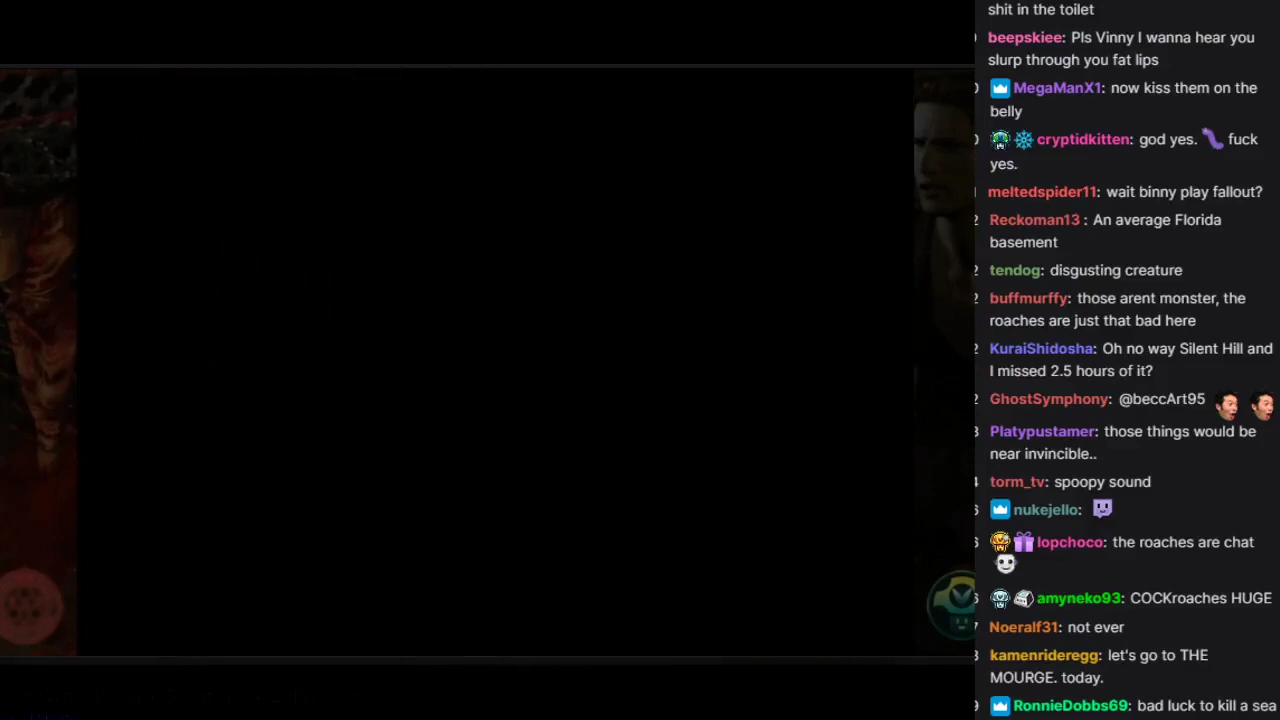 shit in the toilet
beepskiee: Pls Vinny I wanna hear you
slurp through you fat lips
MegaManX1: now kiss them on the
belly
cryptidkitten: god yes. fuck
yes.
meltedspider11: wait binny play fallout?
Reckoman13 : An average Florida
basement
tendog: disgusting creature
buffmurffy: those arent monster, the
roaches are just that bad here
KuraiShidosha: Oh no way Silent Hill and
I missed 2.5 hours of it?
GhostSymphony: @beccArt95
Platypustamer: those things would be
near invincible..
torm_tv: spoopy sound
nukejello:
lopchoco: the roaches are chat
amyneko93: COCKroaches HUGE
Noeralf31: not ever
kamenrideregg: let's go to THE
MOURGE. today.
RonnieDobbs69: bad luck to kill a sea